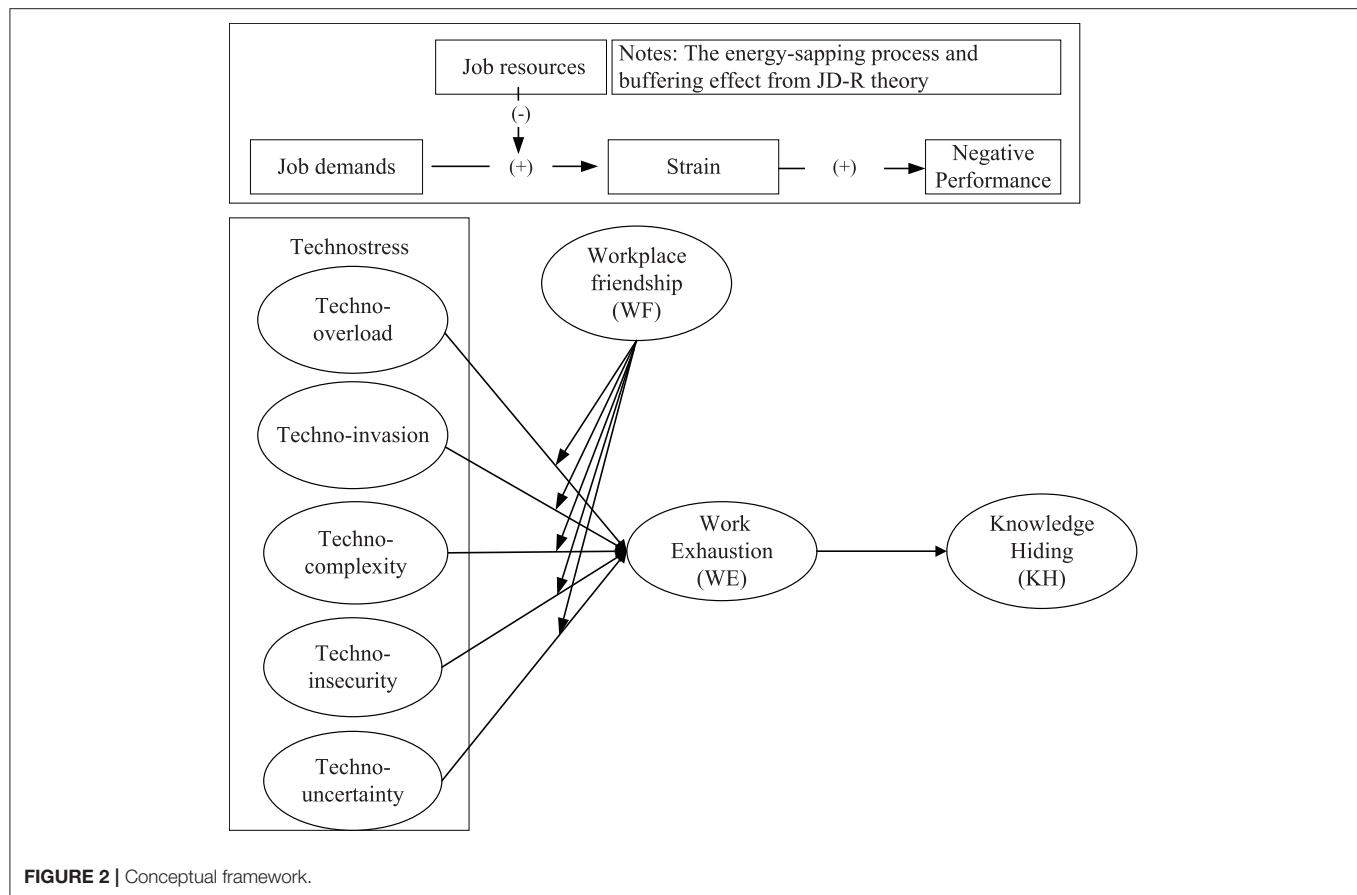 Job resources
Notes: The energy-sapping process and
buffering effect from JD-R theory
(-)
Job demands
(+)
Strain
(+)
Negative
Performance
Technostress
Techno-
overload
Workplace
friendship
(WF)
Techno-invasion
Techno-
complexity
Work
Exhaustion
(WE)
Knowledge
Hiding
(KH)
Techno-
insecurity
Techno-
uncertainty
FIGURE 2 | Conceptual framework.